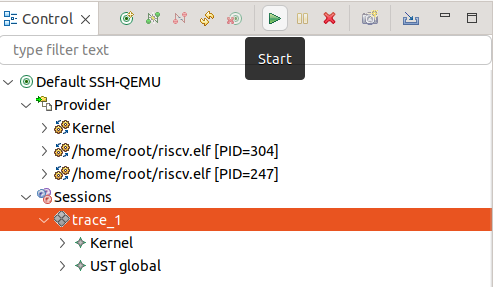 Control
type filter text
Start
Default SSH-QEMU
Provider
Kernel
/home/root/riscv.elf [PID=304]
/home/root/riscv.elf [PID=247]
Sessions
trace_1
Kernel
UST global